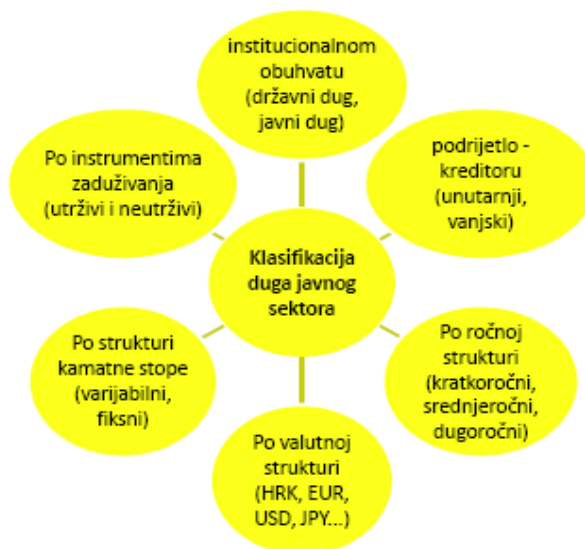 institucionalnom
obuhvatu
(državni dug,
javni dug)
Po instrumentima
zaduživanja
(utrživi i neutrživi)
podrijetlo -
kreditoru
(unutarnji,
vanjski)
Klasifikacija
duga javnog
sektora
Po strukturi
kamatne stope
(varijabilni,
fiksni)
Po ročnoj
strukturi
(kratkoročni,
srednjeročni,
dugoročni)
Po valutnoj
strukturi
(HRK, EUR,
USD, JPY...)